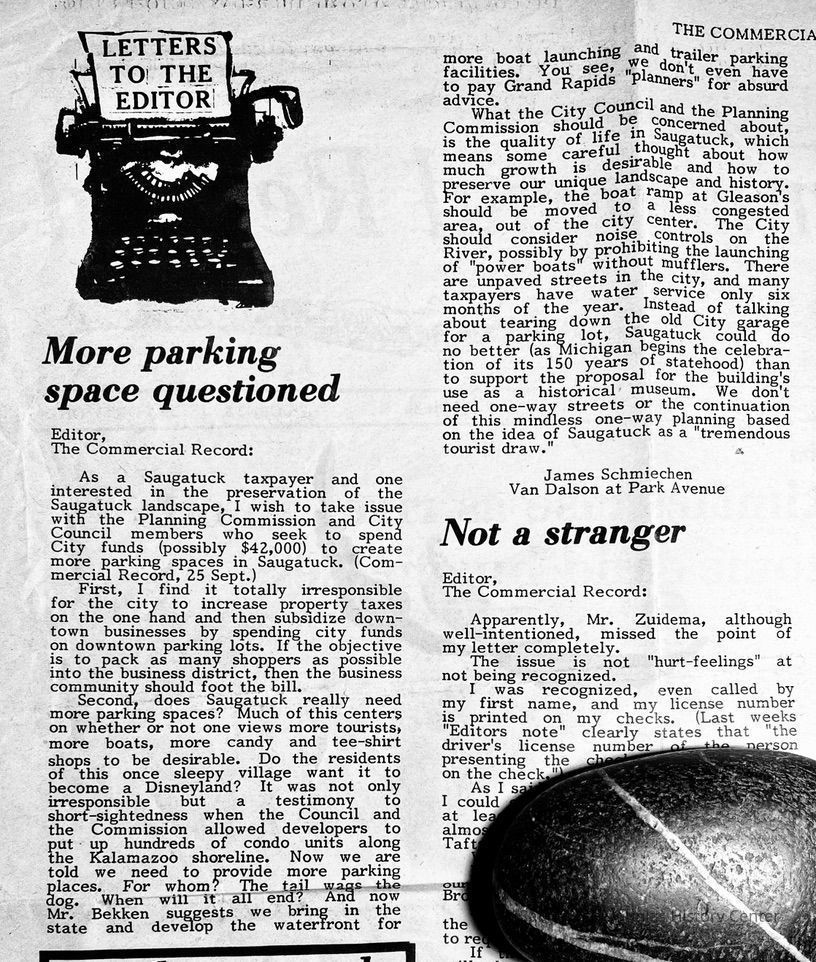 THE COMMERCIA
LETTERS
TO THE
EDITOR
More parking
space questioned
Editor,
The Commercial Record:
As a Saugatuck taxpayer and one
interested in the preservation of the
Saugatuck landscape, I wish to take issue
with the Planning Commission and City
Council members who seek to spend
City funds (possibly $42,000) to create
more parking spaces in Saugatuck. (Com-
mercial Record, 25 Sept.)
First, I find it totally irresponsible
for the city to increase property taxes
on the one hand and then subsidize down-
town businesses by spending city funds
on downtown parking lots. If the objective
is to pack as many shoppers as possible
into the business district, then the business
community should foot the bill.
Second, does Saugatuck really need
more parking spaces? Much of this centers
on whether or not one views more tourists,
more boats, more candy and tee-shirt
shops to be desirable. Do the residents
of this once sleepy village want it to
become a Disneyland? It was not only
irresponsible but a testimony to
short-sightedness when the Council and
the Commission allowed developers to
put up hundreds of condo units along
the Kalamazoo shoreline. Now we are
told we need to provide more parking
places. For whom? The tail wags the
dog. When will it all end? And now
Mr. Bekken suggests we bring in the
state and develop the waterfront for
more boat launching and trailer parking
facilities. You see, we don't even have
to pay Grand Rapids "planners" for absurd
advice.
What the City Council and the Planning
Commission should be concerned about,
is the quality of life in Saugatuck, which
means some careful thought about how
much growth is desirable and how to
preserve our unique landscape and history.
For example, the boat ramp at Gleason's
should be moved to a less congested
area, out of the city center. The City
should consider noise controls on the
River, possibly by prohibiting the launching
of "power boats" without mufflers. There
are unpaved streets in the city, and many
taxpayers have water service only six
months of the year. Instead of talking
about tearing down the old City garage
for a parking lot, Saugatuck could do
no better (as Michigan begins the celebra-
tion of its 150 years of statehood) than
to support the proposal for the building's
use as a historical museum. We don't
need one-way streets or the continuation
of this mindless one-way planning based
on the idea of Saugatuck as a "tremendous
tourist draw."
James Schmiechen
Van Dalson at Park Avenue
Not a stranger
Editor,
The Commercial Record:
Apparently, Mr. Zuidema, although
well-intentioned, missed the point of
my letter completely.
The issue is not "hurt-feelings" at
not being recognized.
I was recognized, even called by
my first name, and my license number
is printed on my checks. (Last weeks
"Editors note" clearly states that "the
driver's license number of the person
presenting the
on the check.")
As I
I could
at
Taft
the
to
If
History Center